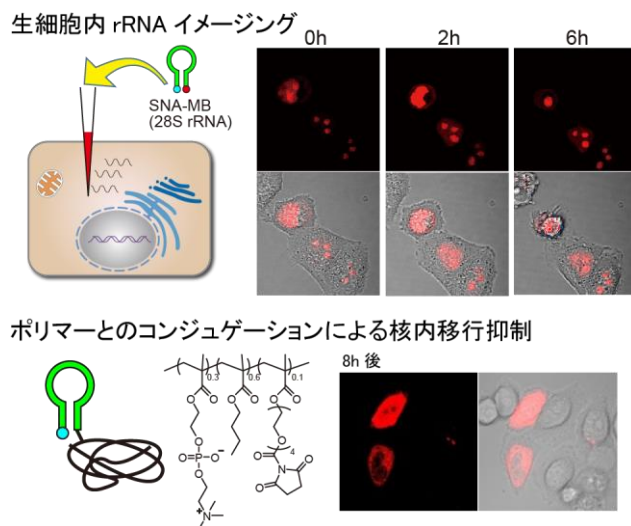 生細胞内 rRNA イメージング
0h
2h
6h
SNA-MB
(28S rRNA)
ポリマーとのコンジュゲーションによる核内移行抑制
8h 後
0.3
0.6
0.1
O
O
O
O
O
O
O
O
P
O⁻
O
O
4
N
O
O
O
N
+